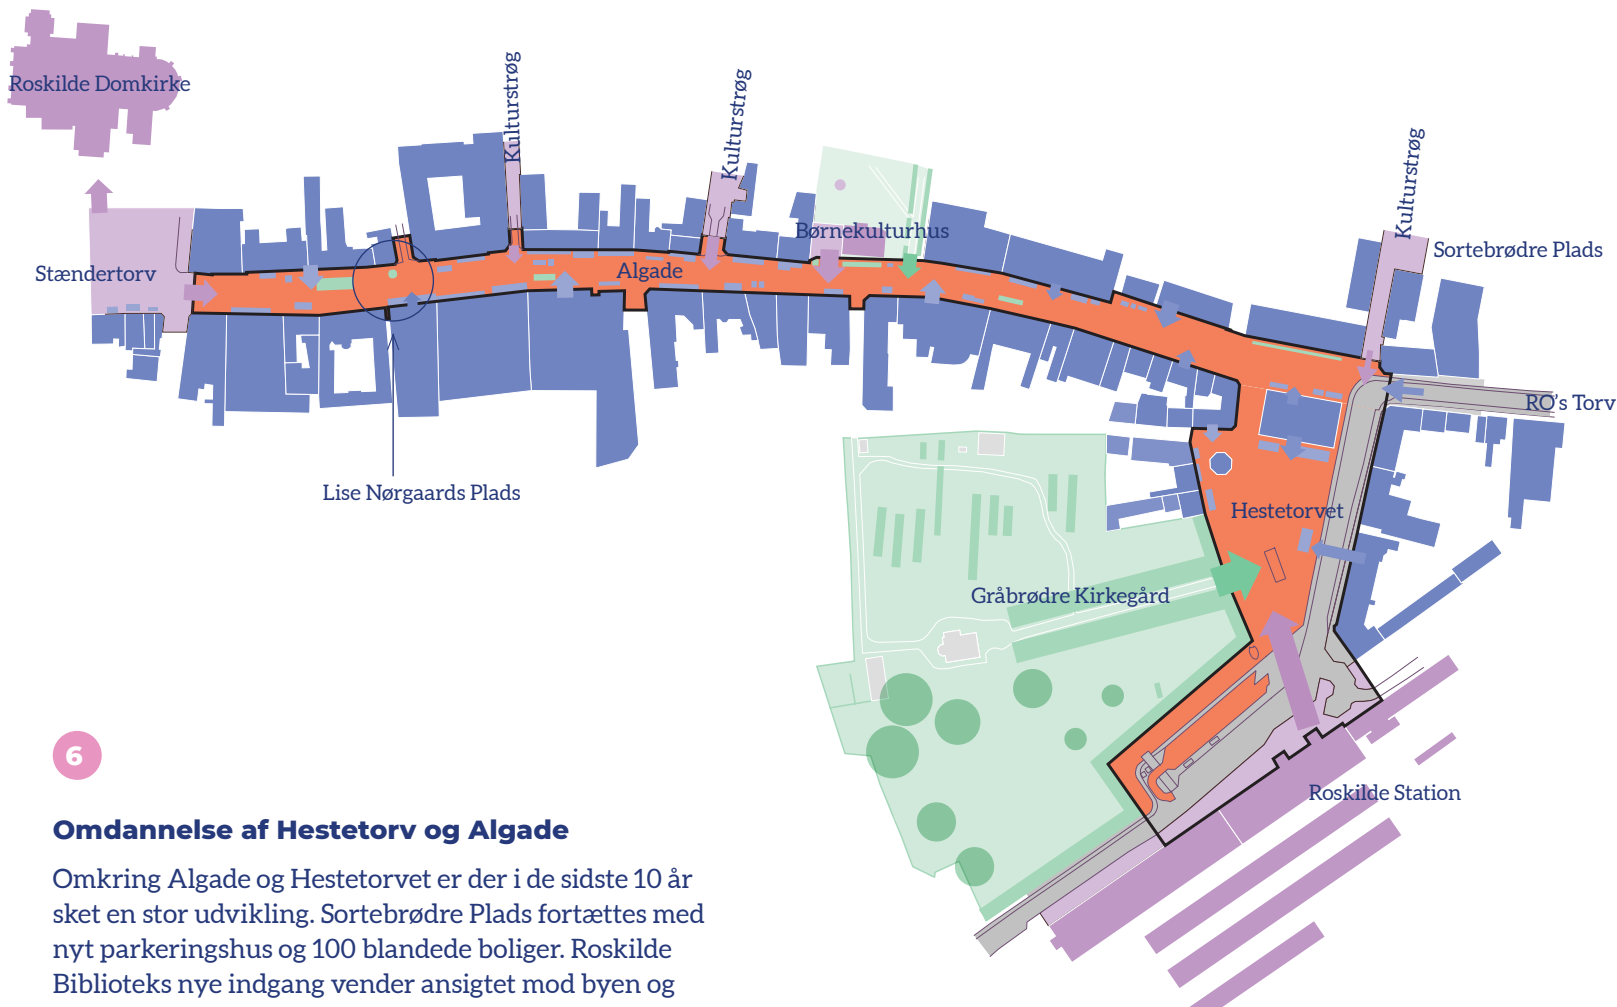 Roskilde Domkirke
Kulturstrøg
Kulturstrøg
Kulturstrøg
Børnekulturhus
Sortebrødre Plads
Stændertorv
Algade
RO's Torv
Lise Nørgaards Plads
Hestetorvet
Gråbrødre Kirkegård
Roskilde Station
6
Omdannelse af Hestetorv og Algade
Omkring Algade og Hestetorvet er der i de sidste 10 år
sket en stor udvikling. Sortebrødre Plads fortættes med
nyt parkeringshus og 100 blandede boliger. Roskilde
Biblioteks nye indgang vender ansigtet mod byen og